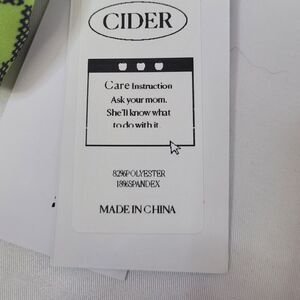 CIDER
Care Instruction
Ask your mom.
She'll know what
to do with it.
82%POLYESTER
18%SPANDEX
MADE IN CHINA